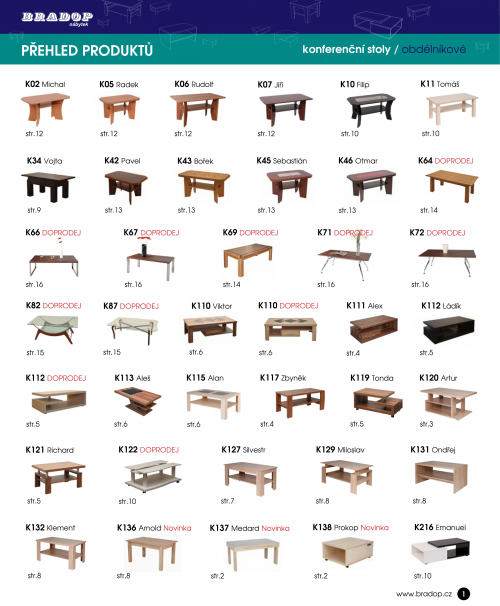 BRADOP
nábytek
PŘEHLED PRODUKTŮ
konferenční stoly / obdélníkové
K02 Michal K05 Radek K06 Rudolf K07 Jiří K10 Filip K11 Tomáš
str.12 str.12 str.12 str.12 str.10 str.10
K34 Vojta K42 Pavel K43 Bořek K45 Sebastián K46 Otmar K64 DOPRODEJ
str.9 str.13 str.13 str.13 str.13 str.14
K66 DOPRODEJ K67 DOPRODEJ K69 DOPRODEJ K71 DOPRODEJ K72 DOPRODEJ
str.16 str.16 str.14 str.16 str.16
K82 DOPRODEJ K87 DOPRODEJ K110 Viktor K110 DOPRODEJ K111 Alex K112 Ládík
str.15 str.15 str.6 str.6 str.4 str.5
K112 DOPRODEJ K113 Aleš K115 Alan K117 Zbyněk K119 Tonda K120 Artur
str.5 str.6 str.6 str.4 str.5 str.3
K121 Richard K122 DOPRODEJ K127 Silvestr K129 Miloslav K131 Ondřej
str.5 str.10 str.7 str.8 str.8
K132 Klement K136 Arnold Novinka K137 Medard Novinka K138 Prokop Novinka K216 Emanuel
str.8 str.8 str.2 str.2 str.10
www.bradop.cz 1